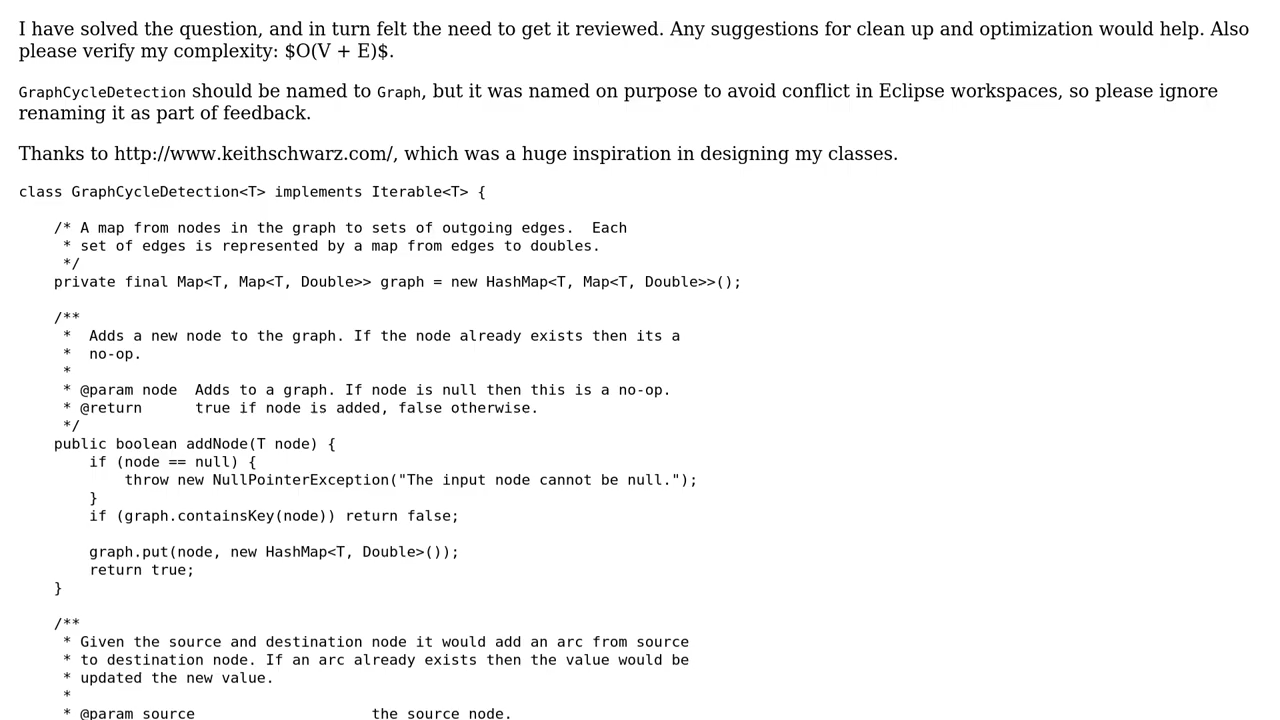 I have solved the question, and in turn felt the need to get it reviewed. Any suggestions for clean up and optimization would help. Also
please verify my complexity: $O(V + E)$.
GraphCycleDetection should be named to Graph, but it was named on purpose to avoid conflict in Eclipse workspaces, so please ignore
renaming it as part of feedback.
Thanks to http://www.keithschwarz.com/, which was a huge inspiration in designing my classes.
class GraphCycleDetection<T> implements Iterable<T> {
    /* A map from nodes in the graph to sets of outgoing edges.  Each
     * set of edges is represented by a map from edges to doubles.
     */
    private final Map<T, Map<T, Double>> graph = new HashMap<T, Map<T, Double>>();
    /**
     *  Adds a new node to the graph. If the node already exists then its a
     *  no-op.
     *
     * @param node  Adds to a graph. If node is null then this is a no-op.
     * @return      true if node is added, false otherwise.
     */
    public boolean addNode(T node) {
        if (node == null) {
            throw new NullPointerException("The input node cannot be null.");
        }
        if (graph.containsKey(node)) return false;
        graph.put(node, new HashMap<T, Double>());
        return true;
    }
    /**
     * Given the source and destination node it would add an arc from source
     * to destination node. If an arc already exists then the value would be
     * updated the new value.
     *
     * @param source                    the source node.